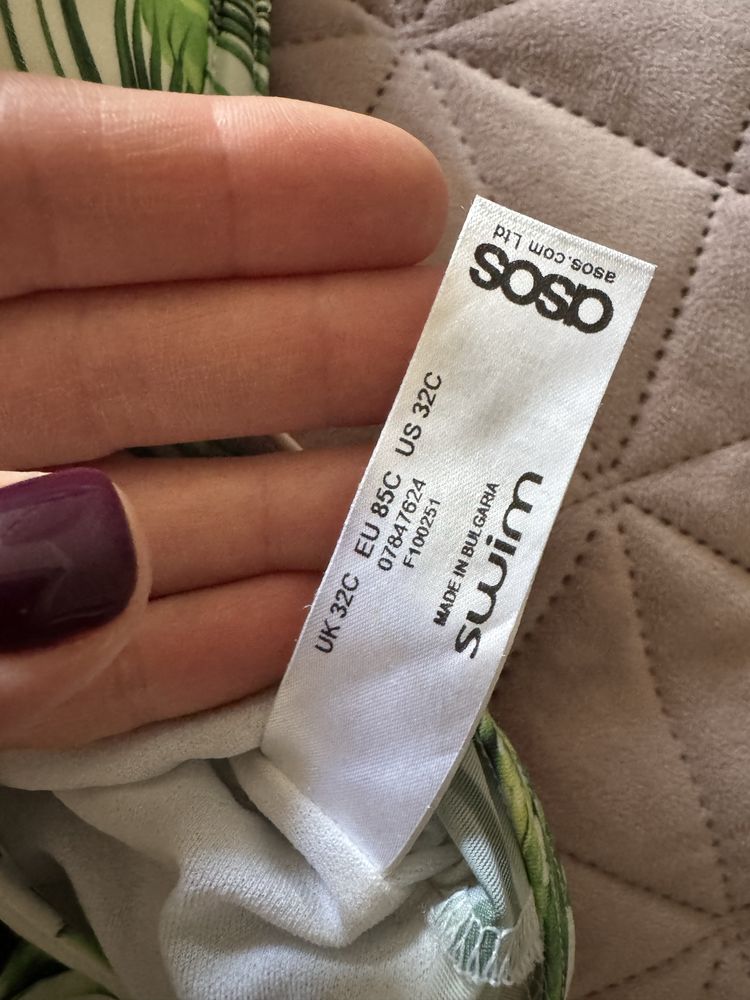 asos.com Ltd
asos
UK 32C EU 85C US 32C
07847624
F100251
MADE IN BULGARIA
swim